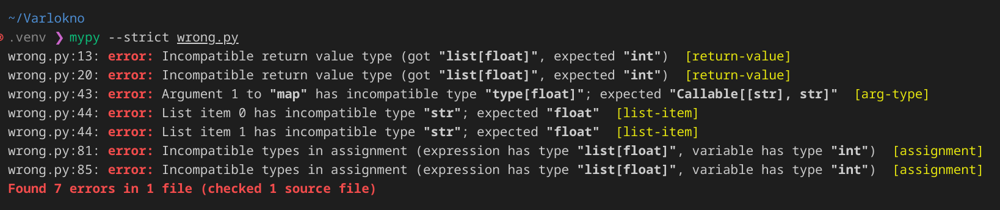 ~/Varlokno
.venv ❯ mypy --strict wrong.py
wrong.py:13: error: Incompatible return value type (got "list[float]", expected "int")  [return-value]
wrong.py:20: error: Incompatible return value type (got "list[float]", expected "int")  [return-value]
wrong.py:43: error: Argument 1 to "map" has incompatible type "type[float]"; expected "Callable[[str], str]"  [arg-type]
wrong.py:44: error: List item 0 has incompatible type "str"; expected "float"  [list-item]
wrong.py:44: error: List item 1 has incompatible type "str"; expected "float"  [list-item]
wrong.py:81: error: Incompatible types in assignment (expression has type "list[float]", variable has type "int")  [assignment]
wrong.py:85: error: Incompatible types in assignment (expression has type "list[float]", variable has type "int")  [assignment]
Found 7 errors in 1 file (checked 1 source file)